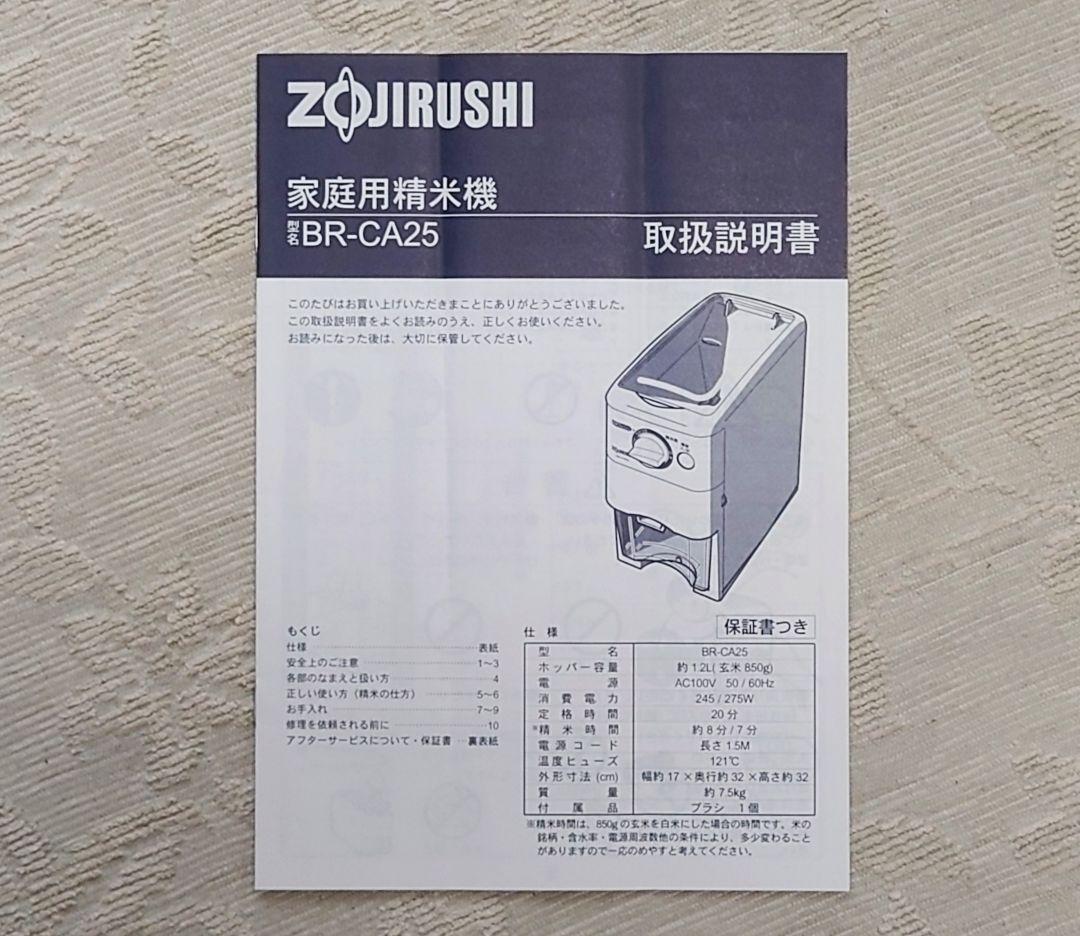 ZOJIRUSHI
家庭用精米機
型名 BR-CA25
取扱説明書
このたびはお買い上げいただきまことにありがとうございました。
この取扱説明書をよくお読みのうえ、正しくお使いください。
お読みになった後は、大切に保管してください。
保証書つき
もくじ
仕様 表紙
安全上のご注意 1〜3
各部のなまえと扱い方 4
正しい使い方（精米の仕方） 5〜6
お手入れ 7〜9
修理を依頼される前に 10
アフターサービスについて・保証書 裏表紙
仕様
型名 BR-CA25
ホッパー容量 約1.2L(玄米850g)
電源 AC100V 50/60Hz
消費電力 245/275W
定格時間 20分
※精米時間 約8分/7分
電源コード 長さ1.5M
温度ヒューズ 121℃
外形寸法(cm) 幅約17×奥行約32×高さ約32
質量 約7.5kg
付属品 ブラシ 1個
※精米時間は、850gの玄米を白米にした場合の時間です。米の
銘柄・含水率・電源周波数他の条件により、多少変わること
がありますので一応のめやすと考えてください。